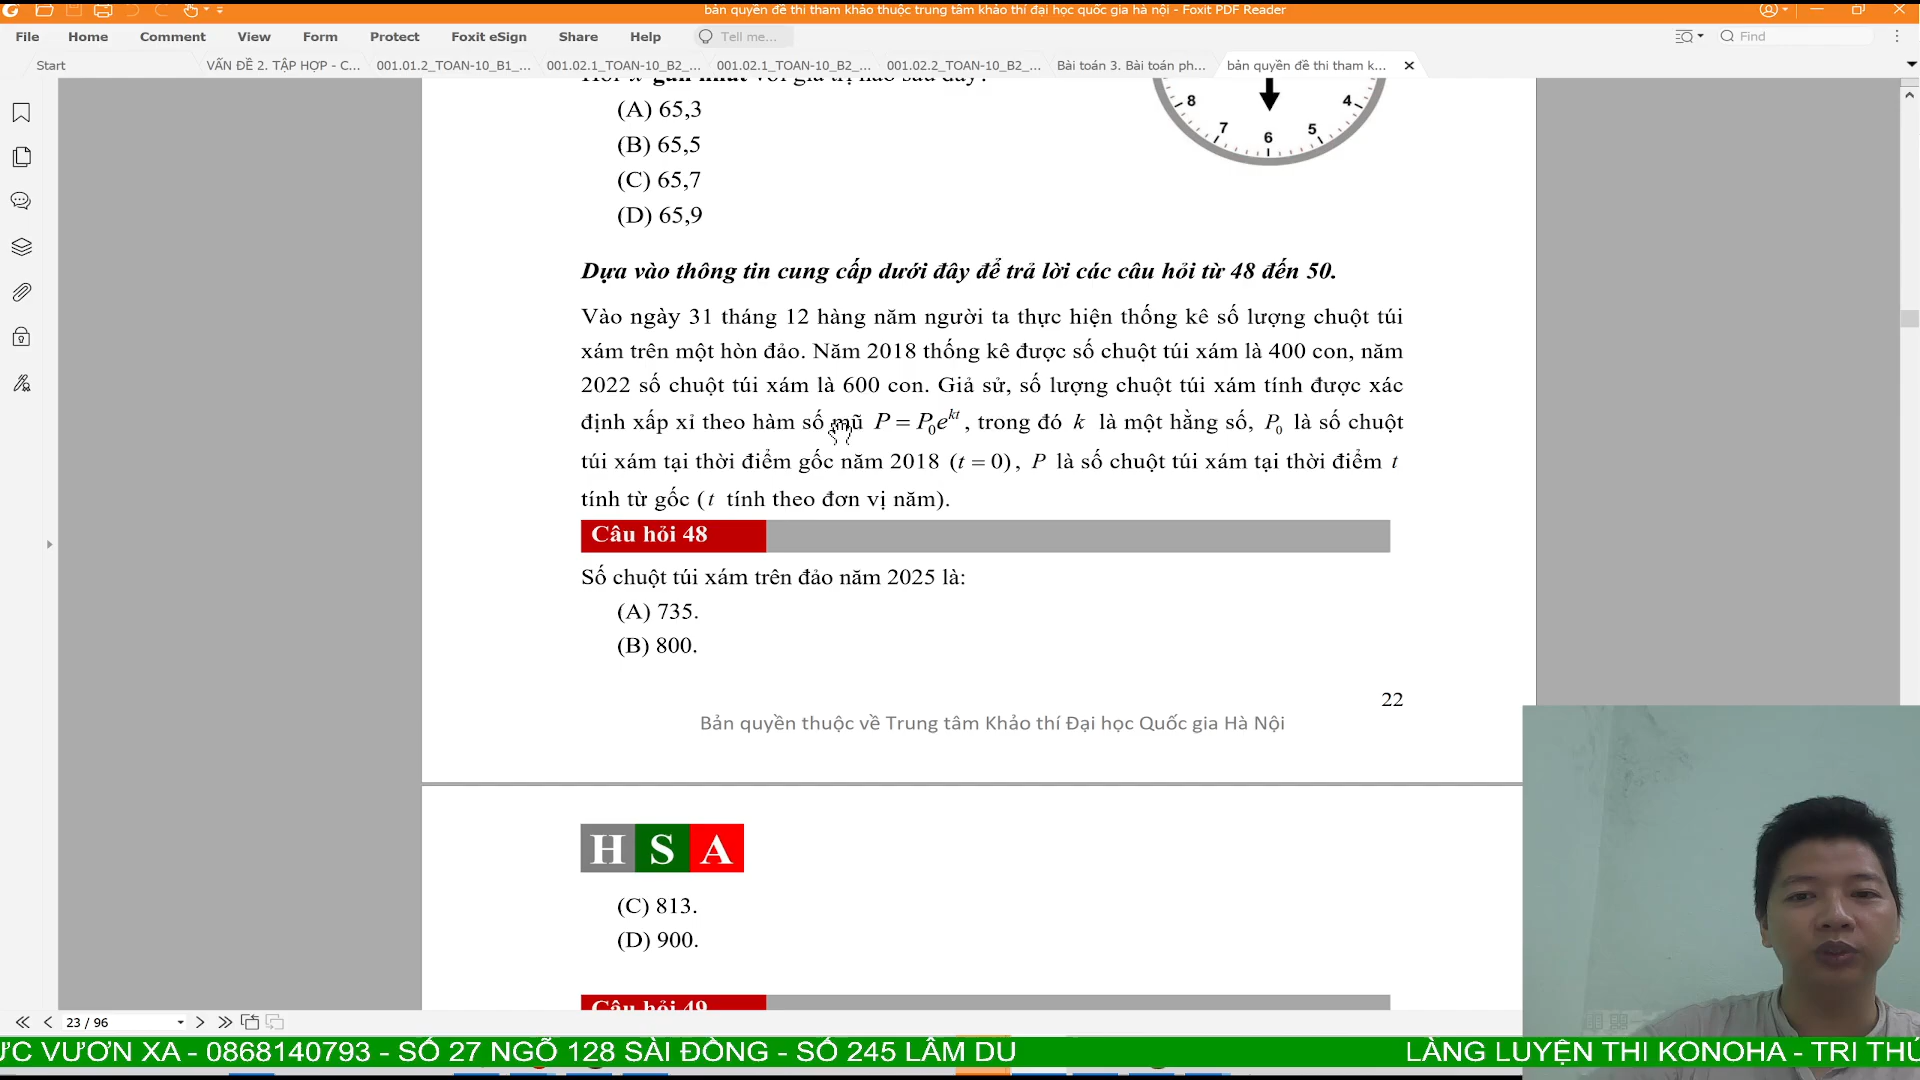 bản quyền đề thi tham khảo thuộc trung tâm khảo thí đại học quốc gia hà nội - Foxit PDF Reader
File Home Comment View Form Protect Foxit eSign Share Help Tell me... Find
Start VẤN ĐỀ 2. TẬP HỢP - C... 001.01.2_TOAN-10_B1_... 001.02.1_TOAN-10_B2_... 001.02.1_TOAN-10_B2_... 001.02.2_TOAN-10_B2_... Bài toán 3. Bài toán ph... bản quyền đề thi tham k...
(A) 65,3
(B) 65,5
(C) 65,7
(D) 65,9
8 7 6 5 4
Dựa vào thông tin cung cấp dưới đây để trả lời các câu hỏi từ 48 đến 50.
Vào ngày 31 tháng 12 hàng năm người ta thực hiện thống kê số lượng chuột túi
xám trên một hòn đảo. Năm 2018 thống kê được số chuột túi xám là 400 con, năm
2022 số chuột túi xám là 600 con. Giả sử, số lượng chuột túi xám tính được xác
định xấp xỉ theo hàm số mũ P = P₀eᵏᵗ, trong đó k là một hằng số, P₀ là số chuột
túi xám tại thời điểm gốc năm 2018 (t = 0), P là số chuột túi xám tại thời điểm t
tính từ gốc (t tính theo đơn vị năm).
Câu hỏi 48
Số chuột túi xám trên đảo năm 2025 là:
(A) 735.
(B) 800.
22
Bản quyền thuộc về Trung tâm Khảo thí Đại học Quốc gia Hà Nội
H S A
(C) 813.
(D) 900.
Câu hỏi 49
23 / 96
ỨC VƯƠN XA - 0868140793 - SỐ 27 NGÕ 128 SÀI ĐỒNG - SỐ 245 LÂM DU LÀNG LUYỆN THI KONOHA - TRI THỨ